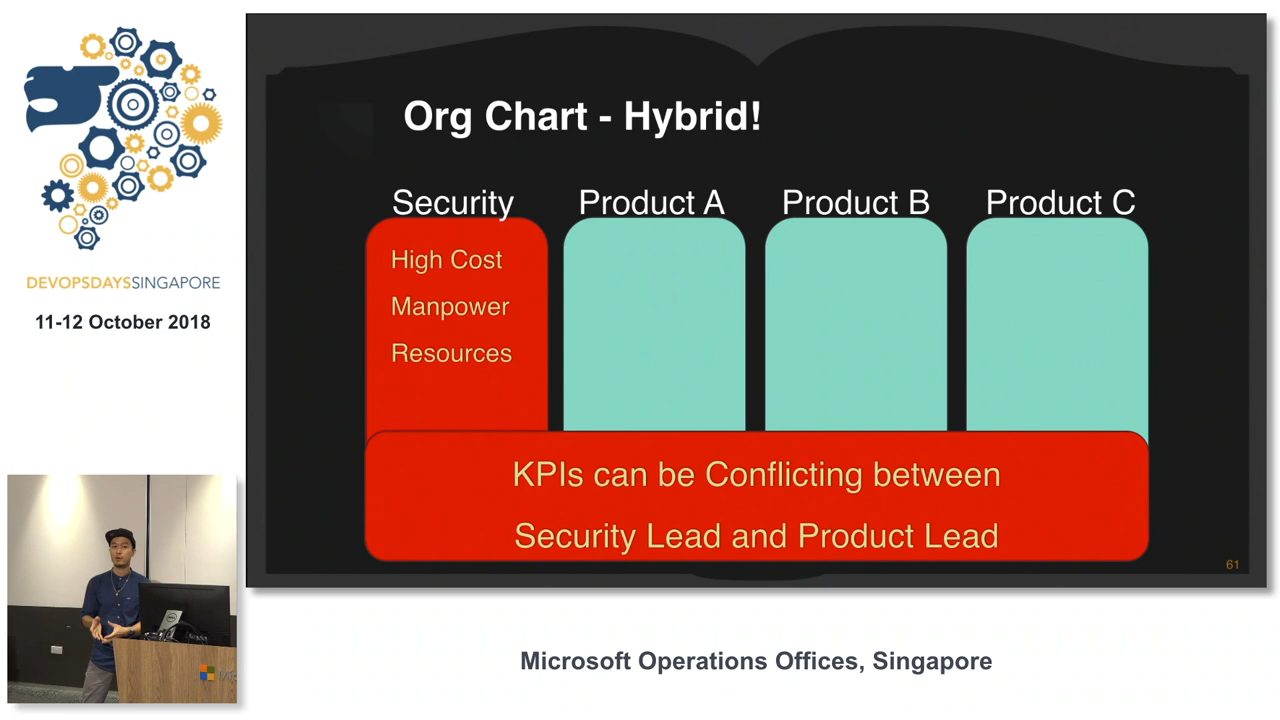 DEVOPSDAYSSINGAPORE
11-12 October 2018
Org Chart - Hybrid!
Security
Product A
Product B
Product C
High Cost
Manpower
Resources
KPIs can be Conflicting between
Security Lead and Product Lead
61
Microsoft Operations Offices, Singapore